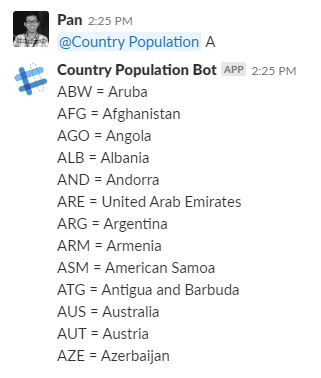 Pan 2:25 PM
@Country Population A
Country Population Bot APP 2:25 PM
ABW = Aruba
AFG = Afghanistan
AGO = Angola
ALB = Albania
AND = Andorra
ARE = United Arab Emirates
ARG = Argentina
ARM = Armenia
ASM = American Samoa
ATG = Antigua and Barbuda
AUS = Australia
AUT = Austria
AZE = Azerbaijan